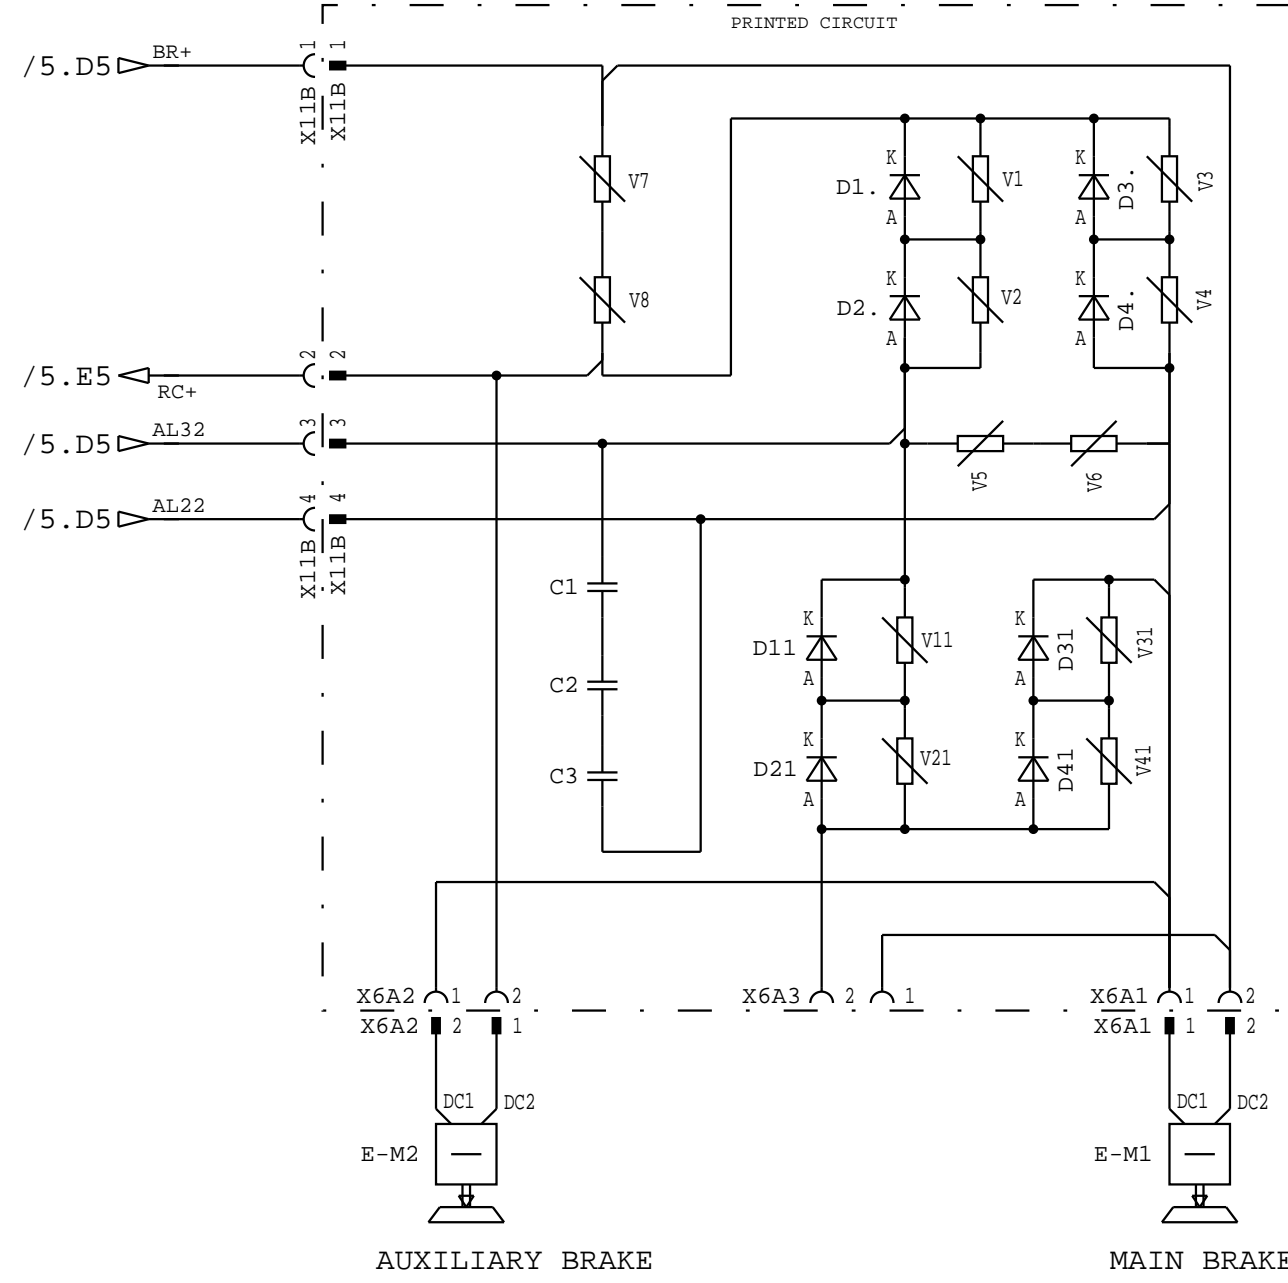 PRINTED CIRCUIT
/5.D5 BR+ 1 1
X11B X11B
K K
D1. V1 D3. V3
V7
A A
K K
D2. V2 D4. V4
V8
A A
/5.E5 RC+ 2 2
/5.D5 AL32 3 3
V5 V6
/5.D5 AL22 4 4
X11B X11B
C1
K K
D11 V11 D31 V31
A A
C2
K K
D21 V21 D41 V41
C3
A A
X6A2 1 2 X6A3 2 1 X6A1 1 2
X6A2 2 1 X6A1 1 2
DC1 DC2 DC1 DC2
E-M2 E-M1
AUXILIARY BRAKE MAIN BRAKE